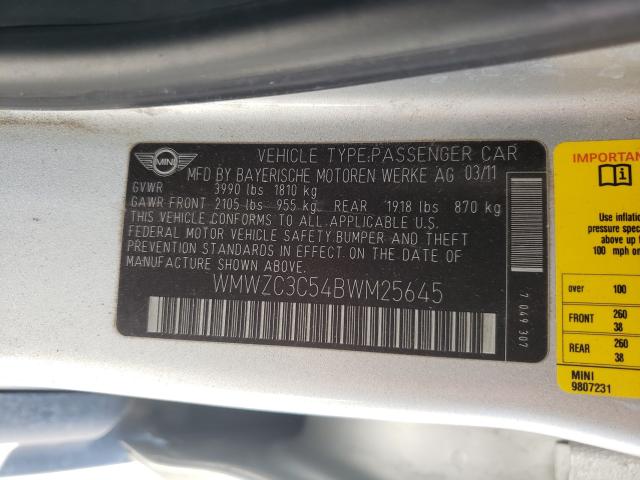 MINI
VEHICLE TYPE:PASSENGER CAR
MFD BY BAYERISCHE MOTOREN WERKE AG 03/11
GVWR 3990 lbs 1810 kg
GAWR FRONT 2105 lbs 955 kg REAR 1918 lbs 870 kg
THIS VEHICLE CONFORMS TO ALL APPLICABLE U.S.
FEDERAL MOTOR VEHICLE SAFETY,BUMPER AND THEFT
PREVENTION STANDARDS IN EFFECT ON THE DATE
OF MANUFACTURE SHOWN ABOVE.
WMWZC3C54BWM25645
7 049 307
IMPORTAN
Use inflation
pressure spe
above up to
100 mph o
over 100
FRONT 260
38
REAR 260
38
MINI
9807231